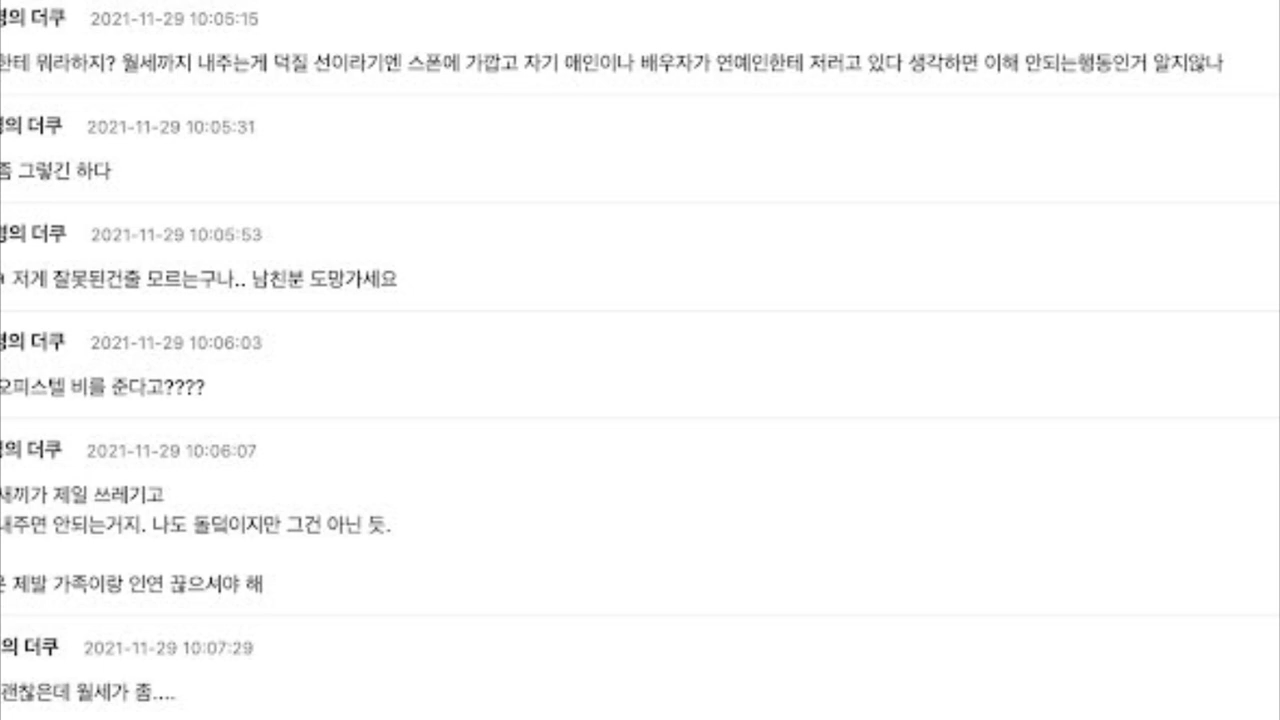 명의 더쿠 2021-11-29 10:05:15
한테 뭐라하지? 월세까지 내주는게 덕질 선이라기엔 스폰에 가깝고 자기 애인이나 배우자가 연예인한테 저러고 있다 생각하면 이해 안되는행동인거 알지않나
명의 더쿠 2021-11-29 10:05:31
좀 그렇긴 하다
명의 더쿠 2021-11-29 10:05:53
저게 잘못된건줄 모르는구나.. 남친분 도망가세요
명의 더쿠 2021-11-29 10:06:03
오피스텔 비를 준다고????
명의 더쿠 2021-11-29 10:06:07
새끼가 제일 쓰레기고
내주면 안되는거지. 나도 돌덬이지만 그건 아닌 듯.
제발 가족이랑 인연 끊으셔야 해
의 더쿠 2021-11-29 10:07:29
괜찮은데 월세가 좀....